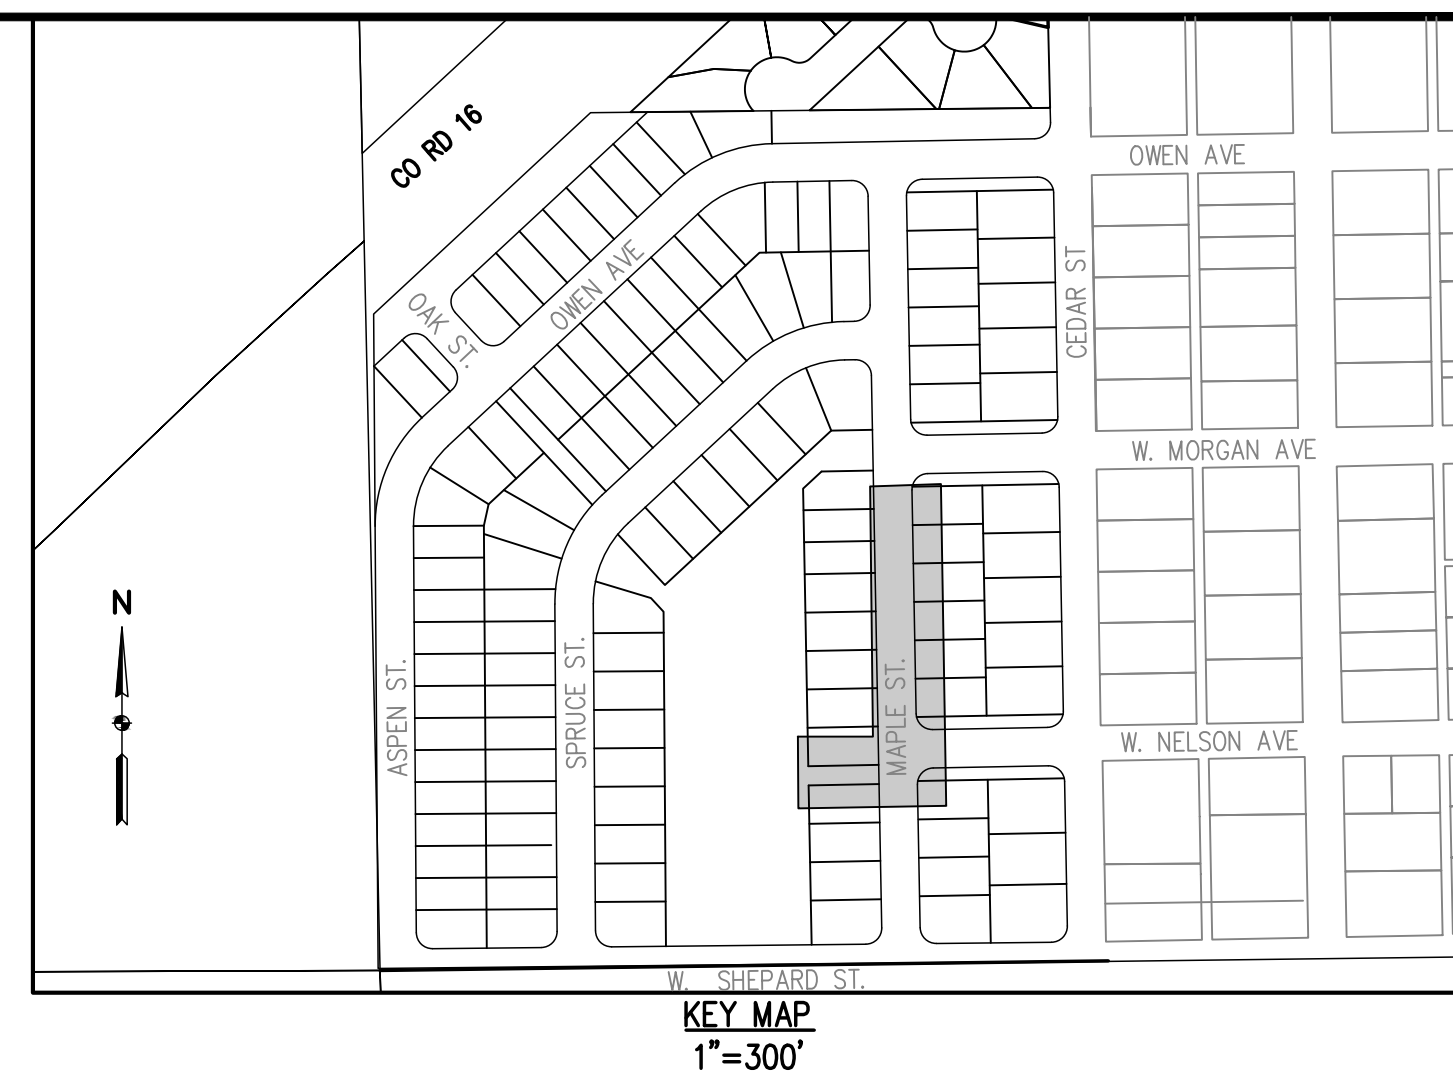 CO RD 16
OWEN AVE
OAK ST.
OWEN AVE
CEDAR ST
W. MORGAN AVE
N
ASPEN ST.
SPRUCE ST.
MAPLE ST.
W. NELSON AVE
W. SHEPARD ST.
KEY MAP
1"=300'